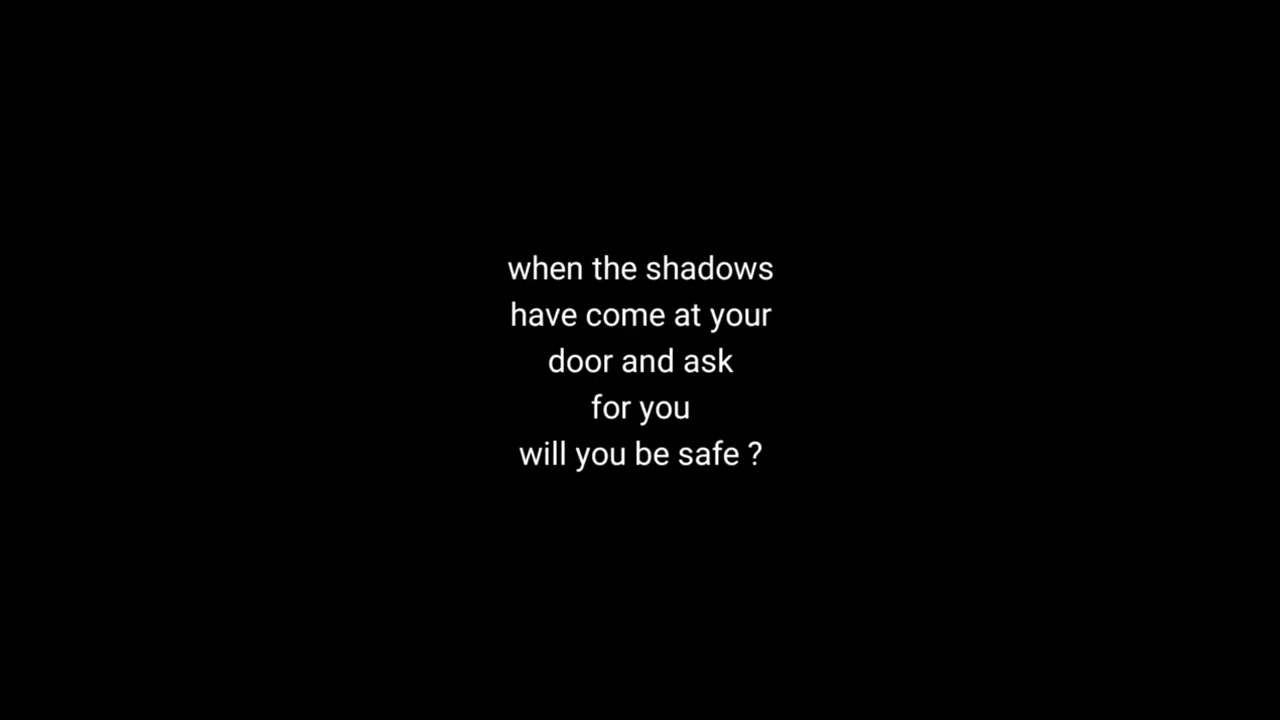 when the shadows
have come at your
door and ask
for you
will you be safe ?